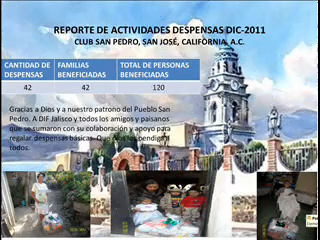 REPORTE DE ACTIVIDADES DESPENSAS DIC-2011
CLUB SAN PEDRO, SAN JOSÉ, CALIFORNIA, A.C.
CANTIDAD DE DESPENSAS FAMILIAS BENEFICIADAS TOTAL DE PERSONAS BENEFICIADAS
42 42 120
Gracias a Dios y a nuestro patrono del Pueblo San
Pedro. A DIF Jalisco y todos los amigos y paisanos
que se sumaron con su colaboración y apoyo para
regalar despensas básicas. Que Dios los bendiga a
todos.